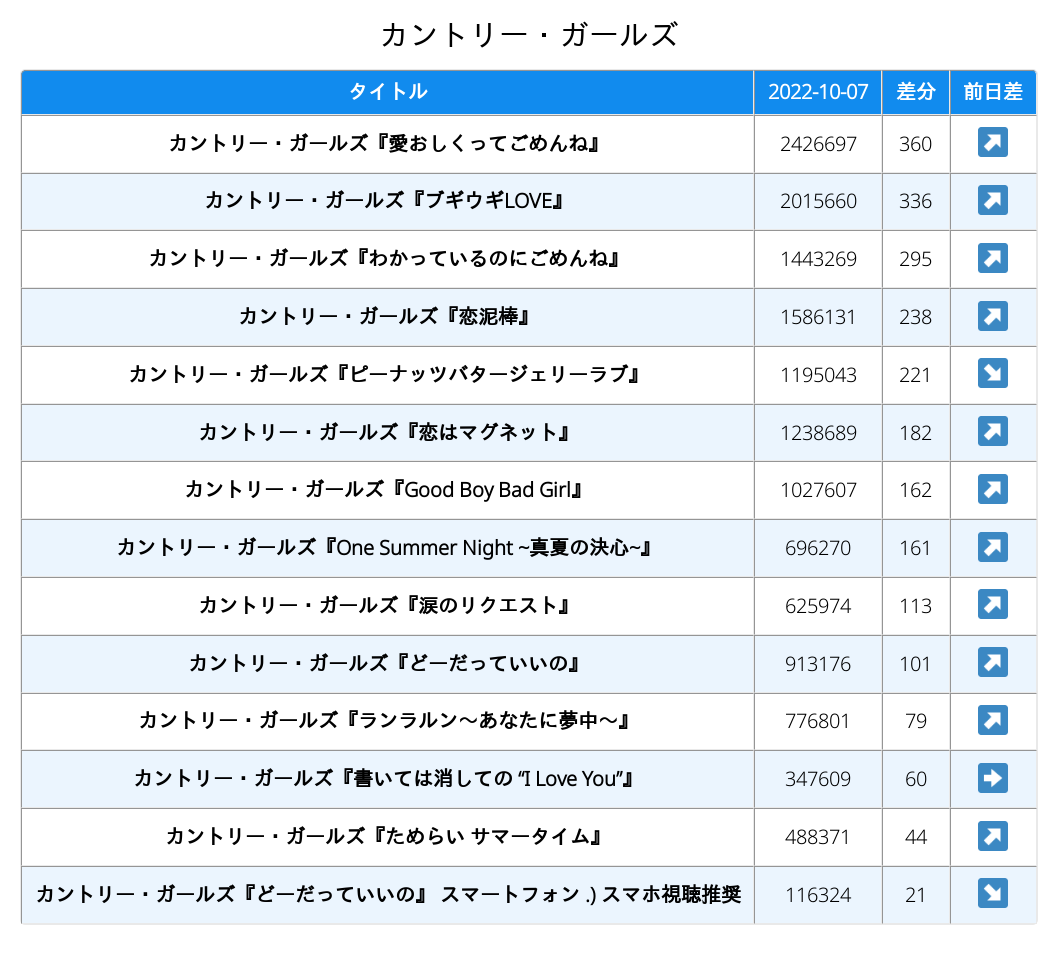 カントリー・ガールズ
タイトル 2022-10-07 差分 前日差
カントリー・ガールズ『愛おしくってごめんね』 2426697 360
カントリー・ガールズ『ブギウギLOVE』 2015660 336
カントリー・ガールズ『わかっているのにごめんね』 1443269 295
カントリー・ガールズ『恋泥棒』 1586131 238
カントリー・ガールズ『ピーナッツバタージェリーラブ』 1195043 221
カントリー・ガールズ『恋はマグネット』 1238689 182
カントリー・ガールズ『Good Boy Bad Girl』 1027607 162
カントリー・ガールズ『One Summer Night ~真夏の決心~』 696270 161
カントリー・ガールズ『涙のリクエスト』 625974 113
カントリー・ガールズ『どーだっていいの』 913176 101
カントリー・ガールズ『ランラルン〜あなたに夢中〜』 776801 79
カントリー・ガールズ『書いては消しての “I Love You”』 347609 60
カントリー・ガールズ『ためらい サマータイム』 488371 44
カントリー・ガールズ『どーだっていいの』 スマートフォン .) スマホ視聴推奨 116324 21